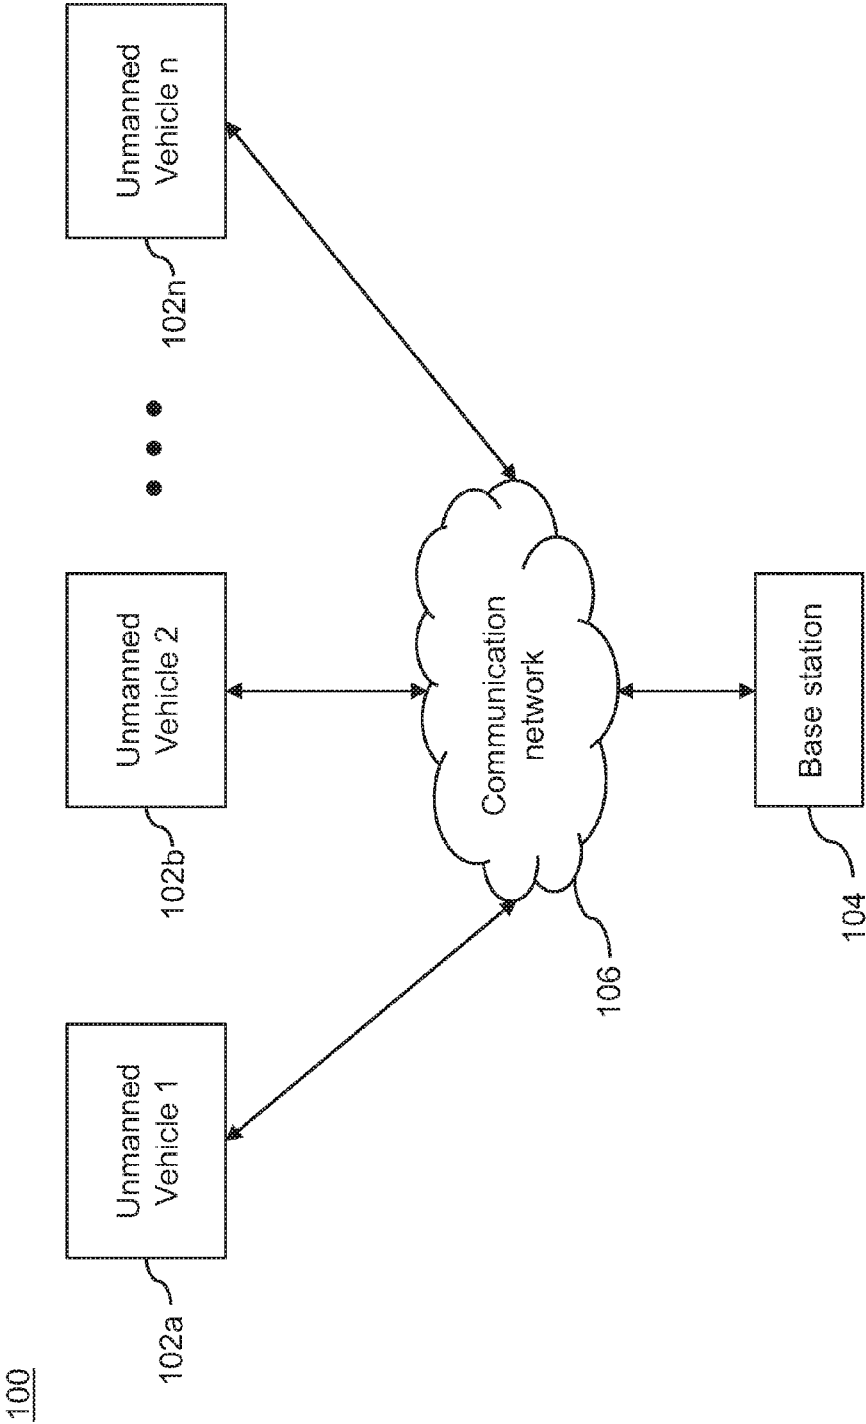 100
Unmanned
Vehicle 1
102a
Unmanned
Vehicle 2
102b
Unmanned
Vehicle n
102n
Communication
network
106
Base station
104